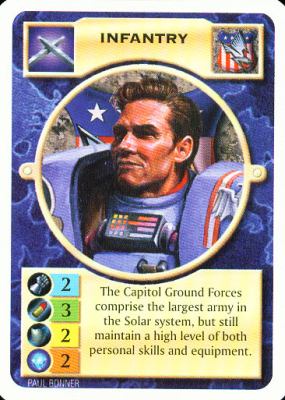 INFANTRY
2
3
2
2
The Capitol Ground Forces
comprise the largest army in
the Solar system, but still
maintain a high level of both
personal skills and equipment.
PAUL BONNER